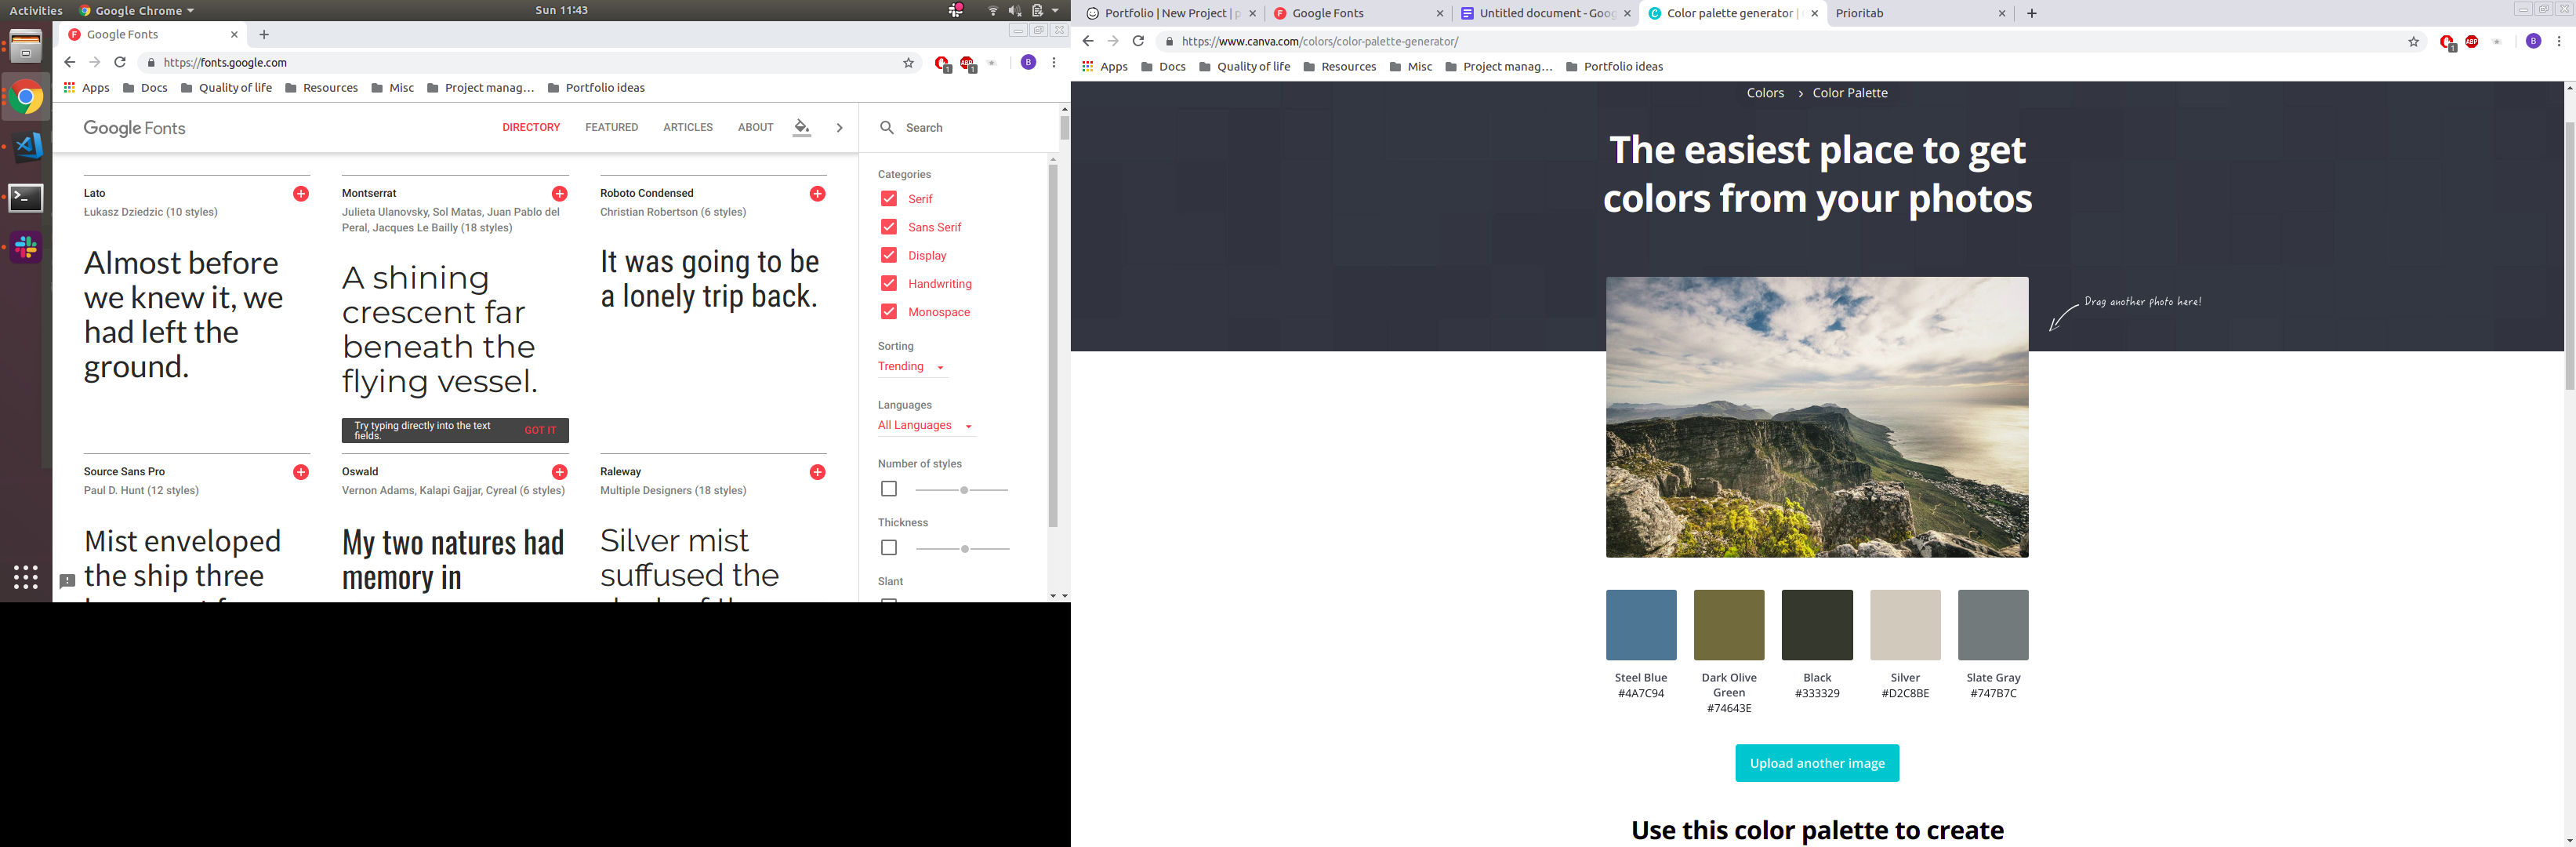 Activities
Google Chrome
Sun 11:43
Google Fonts
https://fonts.google.com
1
1
B
Apps
Docs
Quality of life
Resources
Misc
Project manag...
Portfolio ideas
Google Fonts
DIRECTORY
FEATURED
ARTICLES
ABOUT
Search
Lato
Łukasz Dziedzic (10 styles)
Almost before
we knew it, we
had left the
ground.
Montserrat
Julieta Ulanovsky, Sol Matas, Juan Pablo del
Peral, Jacques Le Bailly (18 styles)
A shining
crescent far
beneath the
flying vessel.
Try typing directly into the text
fields.
GOT IT
Roboto Condensed
Christian Robertson (6 styles)
It was going to be
a lonely trip back.
Source Sans Pro
Paul D. Hunt (12 styles)
Mist enveloped
the ship three
Oswald
Vernon Adams, Kalapi Gajjar, Cyreal (6 styles)
My two natures had
memory in
Raleway
Multiple Designers (18 styles)
Silver mist
suffused the
Categories
Serif
Sans Serif
Display
Handwriting
Monospace
Sorting
Trending
Languages
All Languages
Number of styles
Thickness
Slant
Portfolio | New Project | p
Google Fonts
Untitled document - Goog
Color palette generator |
Prioritab
https://www.canva.com/colors/color-palette-generator/
1
ABP
B
Apps
Docs
Quality of life
Resources
Misc
Project manag...
Portfolio ideas
Colors > Color Palette
The easiest place to get
colors from your photos
Drag another photo here!
Steel Blue
#4A7C94
Dark Olive
Green
#74643E
Black
#333329
Silver
#D2C8BE
Slate Gray
#747B7C
Upload another image
Use this color palette to create